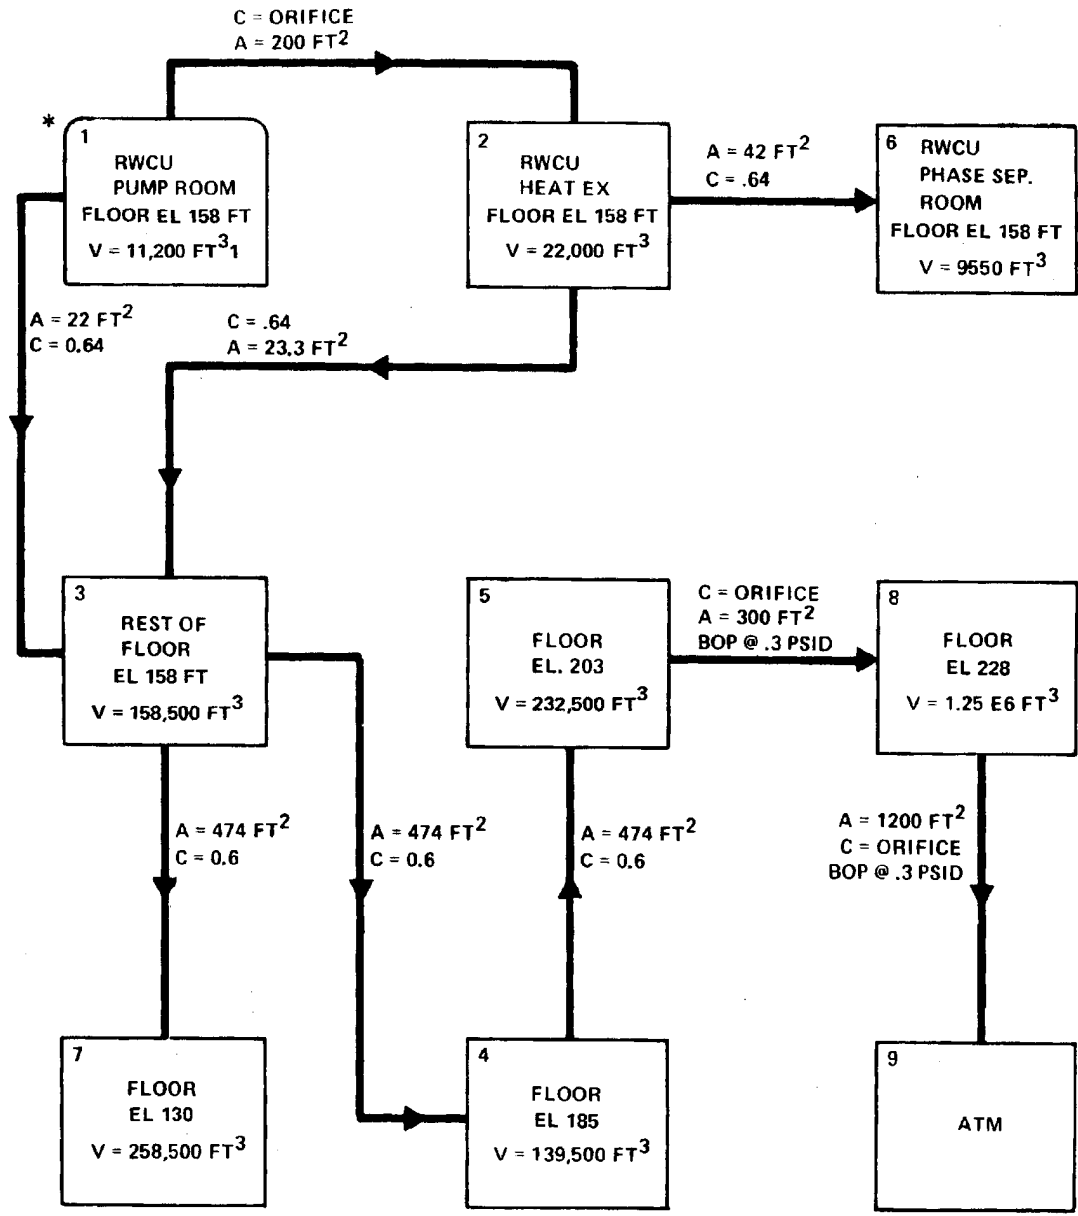 C = ORIFICE
A = 200 FT2
*
1
RWCU
PUMP ROOM
FLOOR EL 158 FT
V = 11,200 FT31
2
RWCU
HEAT EX
FLOOR EL 158 FT
V = 22,000 FT3
A = 42 FT2
C = .64
6
RWCU
PHASE SEP.
ROOM
FLOOR EL 158 FT
V = 9550 FT3
A = 22 FT2
C = 0.64
C = .64
A = 23.3 FT2
3
REST OF
FLOOR
EL 158 FT
V = 158,500 FT3
5
FLOOR
EL. 203
V = 232,500 FT3
C = ORIFICE
A = 300 FT2
BOP @ .3 PSID
8
FLOOR
EL 228
V = 1.25 E6 FT3
A = 474 FT2
C = 0.6
A = 474 FT2
C = 0.6
A = 474 FT2
C = 0.6
A = 1200 FT2
C = ORIFICE
BOP @ .3 PSID
7
FLOOR
EL 130
V = 258,500 FT3
4
FLOOR
EL 185
V = 139,500 FT3
9
ATM